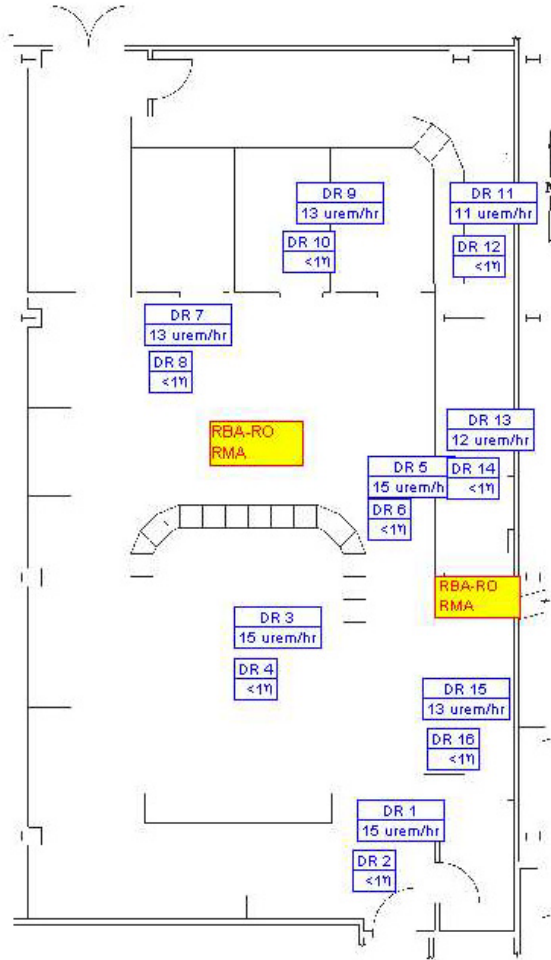 DR 9
13 urem/hr
DR 11
11 urem/hr
DR 10
<1η
DR 12
<1η
DR 7
13 urem/hr
DR 8
<1η
RBA-RO
RMA
DR 13
12 urem/hr
DR 5
15 urem/h
DR 14
<1η
DR 6
<1η
RBA-RO
RMA
DR 3
15 urem/hr
DR 4
<1η
DR 15
13 urem/hr
DR 16
<1η
DR 1
15 urem/hr
DR 2
<1η